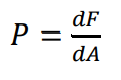 P = dF/dA